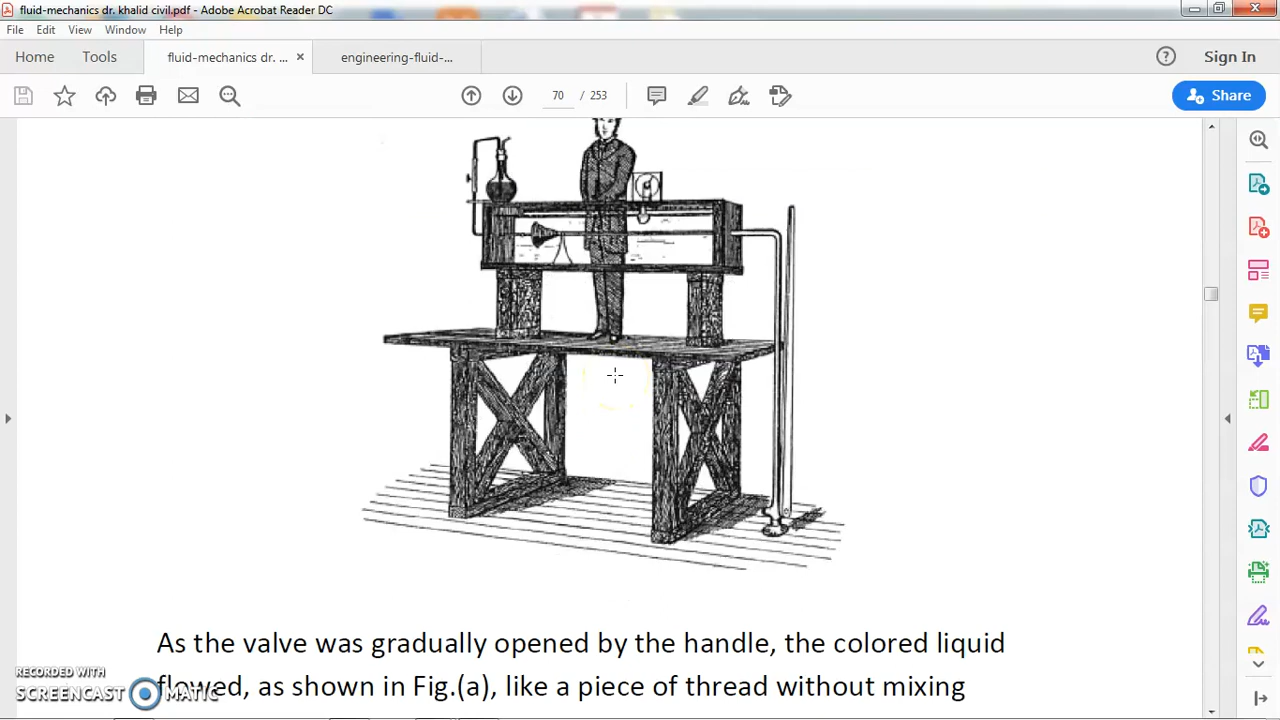 fluid-mechanics dr. khalid civil.pdf - Adobe Acrobat Reader DC
File Edit View Window Help
Home Tools fluid-mechanics dr. ... × engineering-fluid-... ? Sign In
70 / 253 Share
As the valve was gradually opened by the handle, the colored liquid
flowed, as shown in Fig.(a), like a piece of thread without mixing
RECORDED WITH
SCREENCAST MATIC